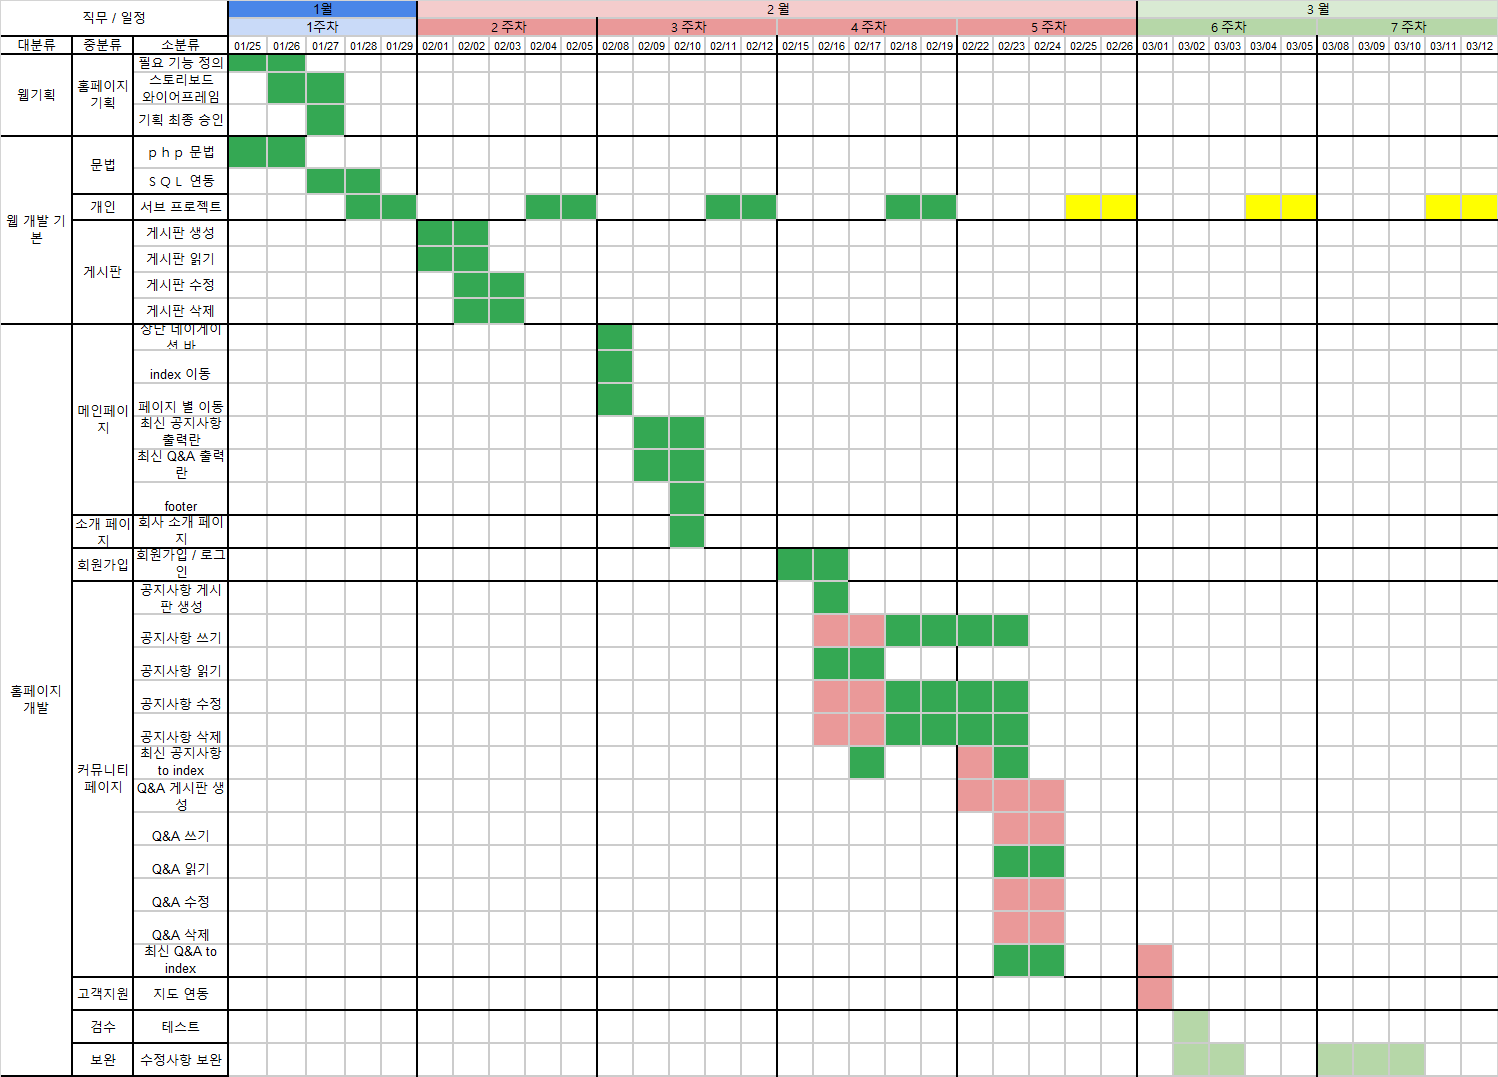 직무 / 일정
1월
2 월
3 월
1주차
2 주차
3 주차
4 주차
5 주차
6 주차
7 주차
대분류
중분류
소분류
01/25
01/26
01/27
01/28
01/29
02/01
02/02
02/03
02/04
02/05
02/08
02/09
02/10
02/11
02/12
02/15
02/16
02/17
02/18
02/19
02/22
02/23
02/24
02/25
02/26
03/01
03/02
03/03
03/04
03/05
03/08
03/09
03/10
03/11
03/12
웹기획
홈페이지
기획
필요 기능 정의
스토리보드
와이어프레임
기획 최종 승인
웹 개발 기
본
문법
p h p 문법
S Q L 연동
개인
서브 프로젝트
게시판
게시판 생성
게시판 읽기
게시판 수정
게시판 삭제
홈페이지
개발
메인페이
지
상단 네이게이
션 바
index 이동
페이지 별 이동
최신 공지사항
출력란
최신 Q&A 출력
란
footer
소개 페이
지
회사 소개 페이
지
회원가입
회원가입 / 로그
인
커뮤니티
페이지
공지사항 게시
판 생성
공지사항 쓰기
공지사항 읽기
공지사항 수정
공지사항 삭제
최신 공지사항
to index
Q&A 게시판 생
성
Q&A 쓰기
Q&A 읽기
Q&A 수정
Q&A 삭제
최신 Q&A to
index
고객지원
지도 연동
검수
테스트
보완
수정사항 보완